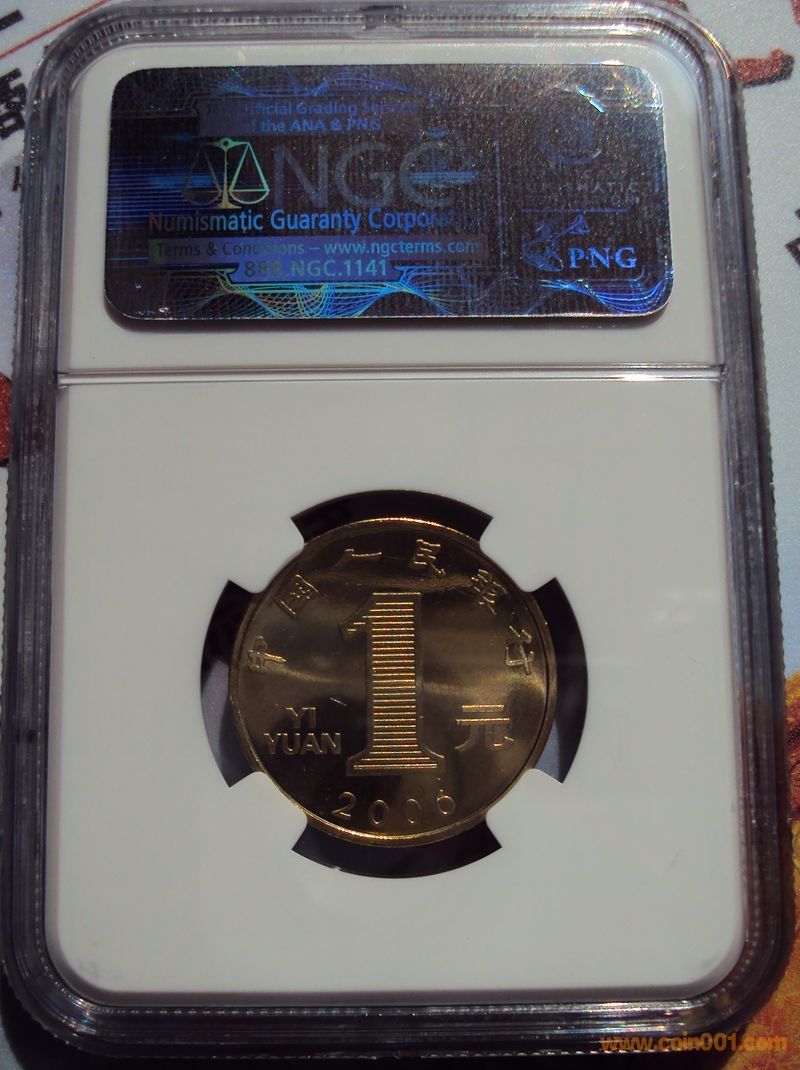 Official Grading Service
of the ANA & PNG
NGC
Numismatic Guaranty Corpor
Terms & Conditions – www.ngcterms.com
888.NGC.1141
PNG
中国人民银行
1
YI
YUAN
元
2006
www.coin001.com